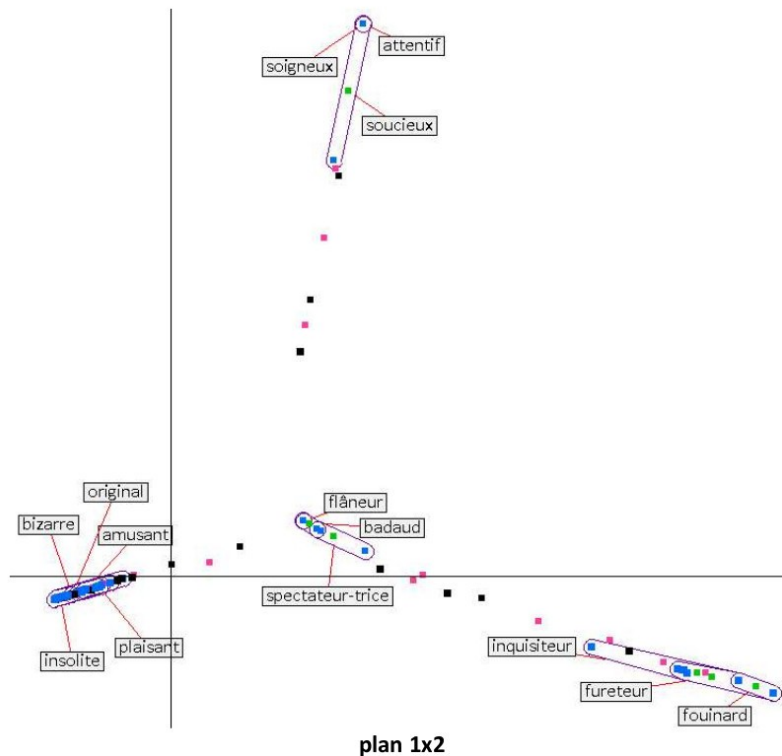 attentif
soigneux
soucieux
flâneur
original
badaud
bizarre
amusant
spectateur-trice
inquisiteur
plaisant
insolite
fureteur
fouinard
plan 1x2